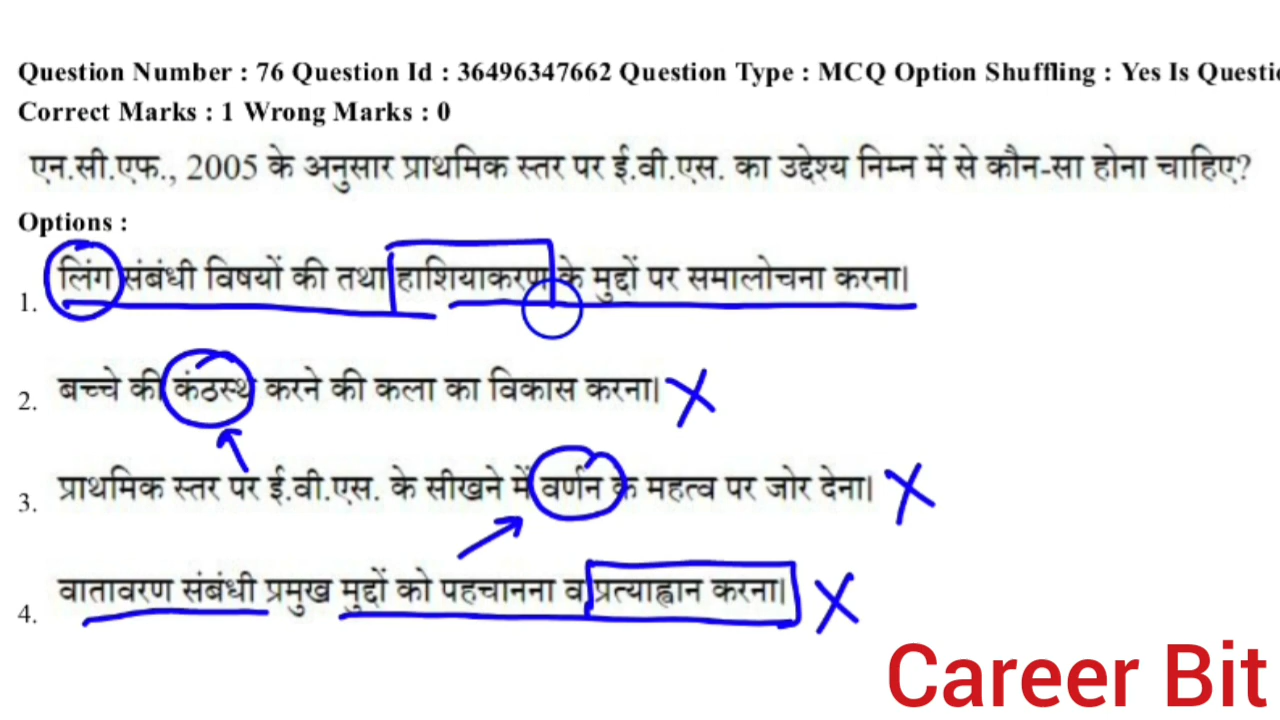 Question Number : 76 Question Id : 36496347662 Question Type : MCQ Option Shuffling : Yes Is
Correct Marks : 1 Wrong Marks : 0
एन.सी.एफ., 2005 के अनुसार प्राथमिक स्तर पर ई.वी.एस. का उद्देश्य निम्न में से कौन-सा होना चाहिए?
Options :
1. लिंग संबंधी विषयों की तथा हाशियाकरण के मुद्दों पर समालोचना करना।
2. बच्चे की कंठस्थ करने की कला का विकास करना।
3. प्राथमिक स्तर पर ई.वी.एस. के सीखने में वर्णन के महत्व पर जोर देना।
4. वातावरण संबंधी प्रमुख मुद्दों को पहचानना व प्रत्याह्वान करना।
Career Bit